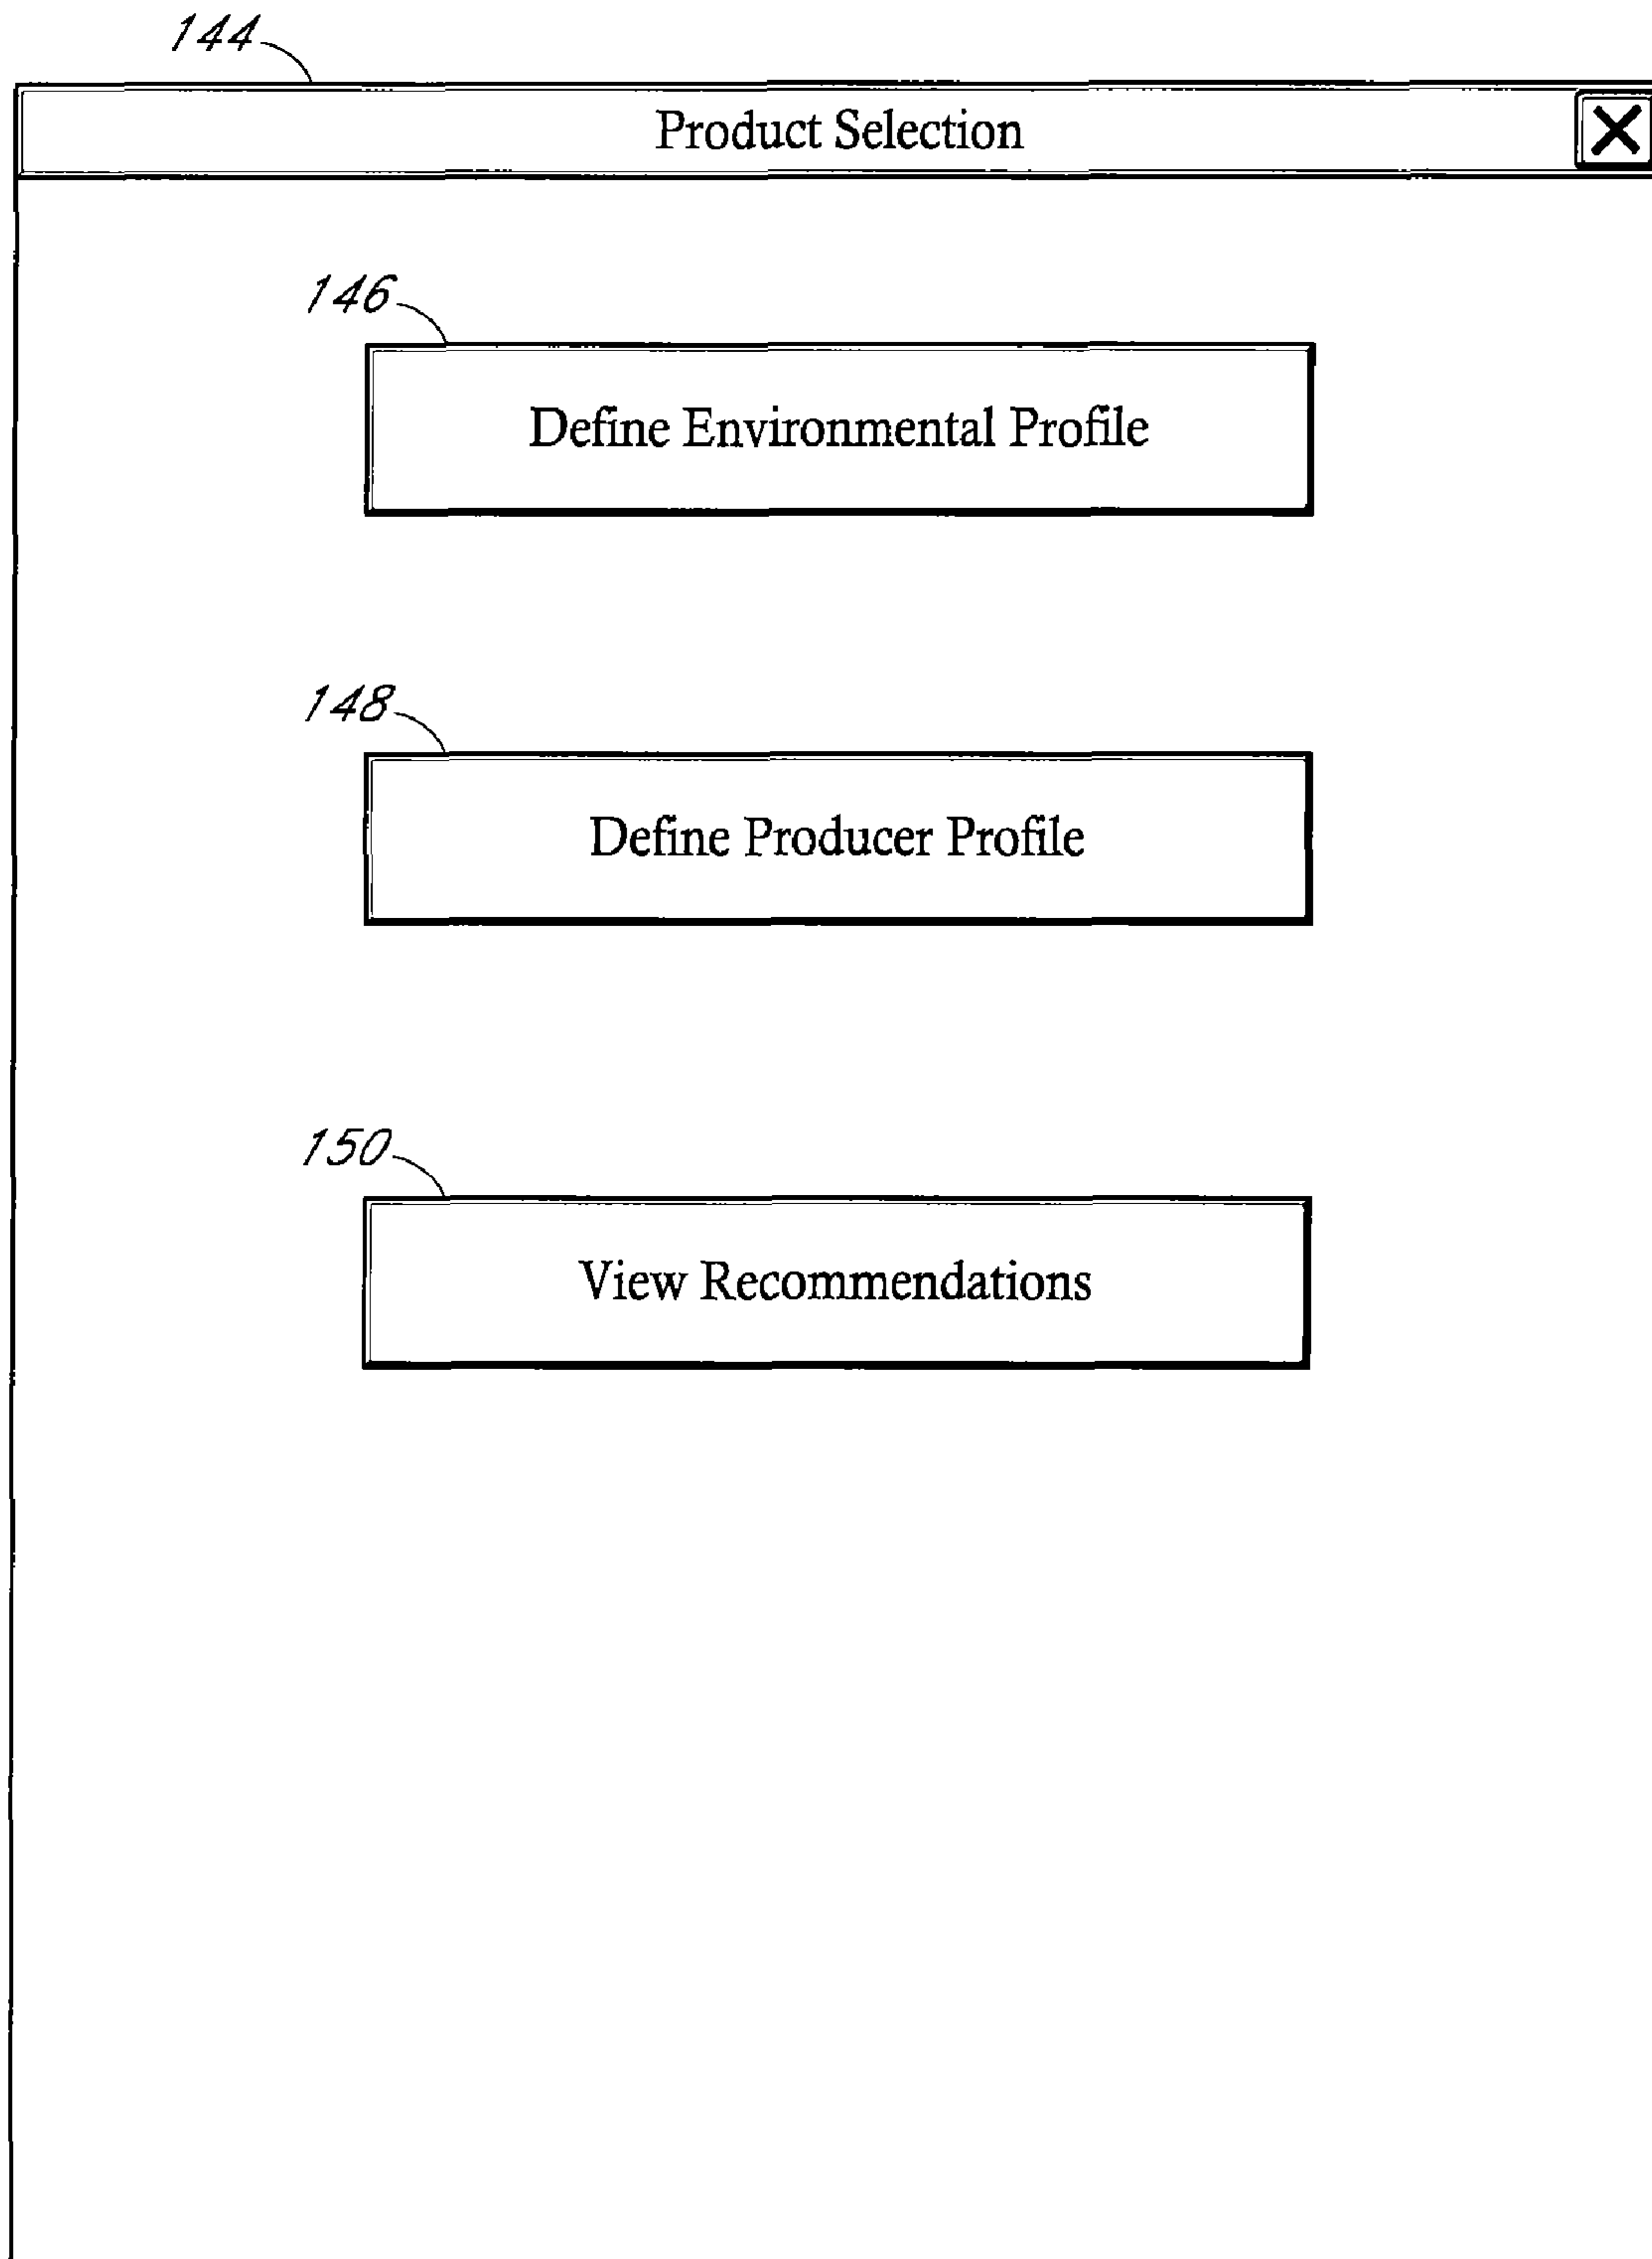 144
Product Selection
146
Define Environmental Profile
148
Define Producer Profile
150
View Recommendations